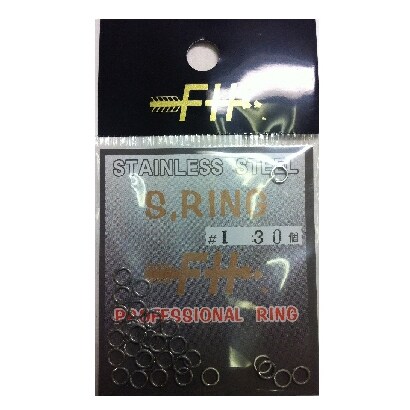 FH
STAINLESS STEEL
S,RING
#1 30個
FH
PROFESSIONAL RING